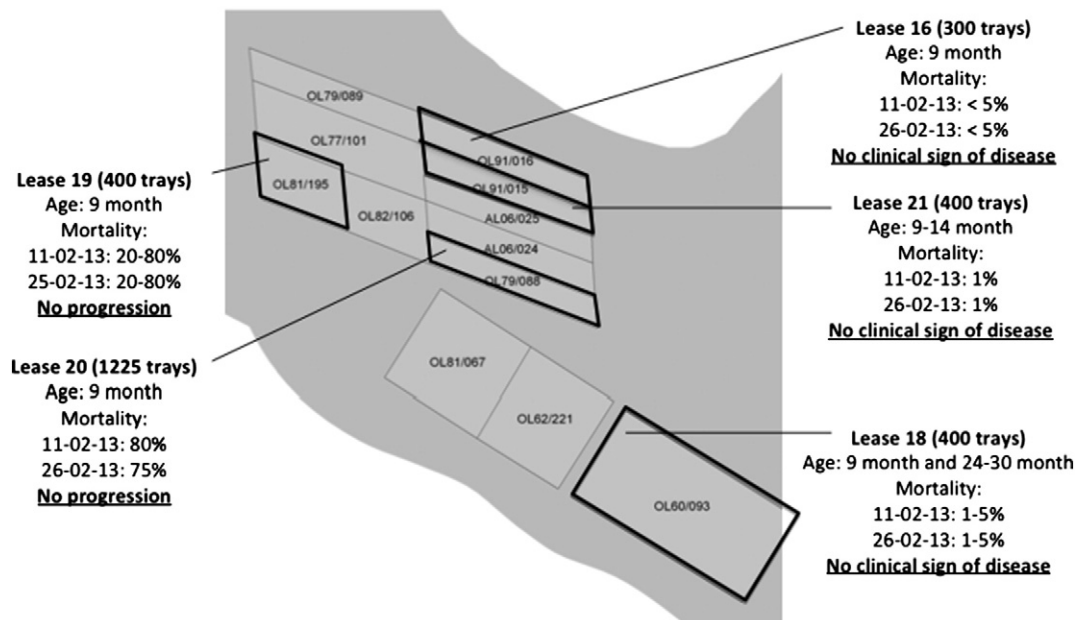 Lease 16 (300 trays)
Age: 9 month
Mortality:
11-02-13: < 5%
26-02-13: < 5%
No clinical sign of disease
OL79/089
OL77/101
OL91/016
OL91/015
OL81/195
OL82/106
AL06/025
AL06/024
OL79/088
Lease 19 (400 trays)
Age: 9 month
Mortality:
11-02-13: 20-80%
25-02-13: 20-80%
No progression
Lease 21 (400 trays)
Age: 9-14 month
Mortality:
11-02-13: 1%
26-02-13: 1%
No clinical sign of disease
Lease 20 (1225 trays)
Age: 9 month
Mortality:
11-02-13: 80%
26-02-13: 75%
No progression
OL81/067
OL62/221
OL60/093
Lease 18 (400 trays)
Age: 9 month and 24-30 month
Mortality:
11-02-13: 1-5%
26-02-13: 1-5%
No clinical sign of disease